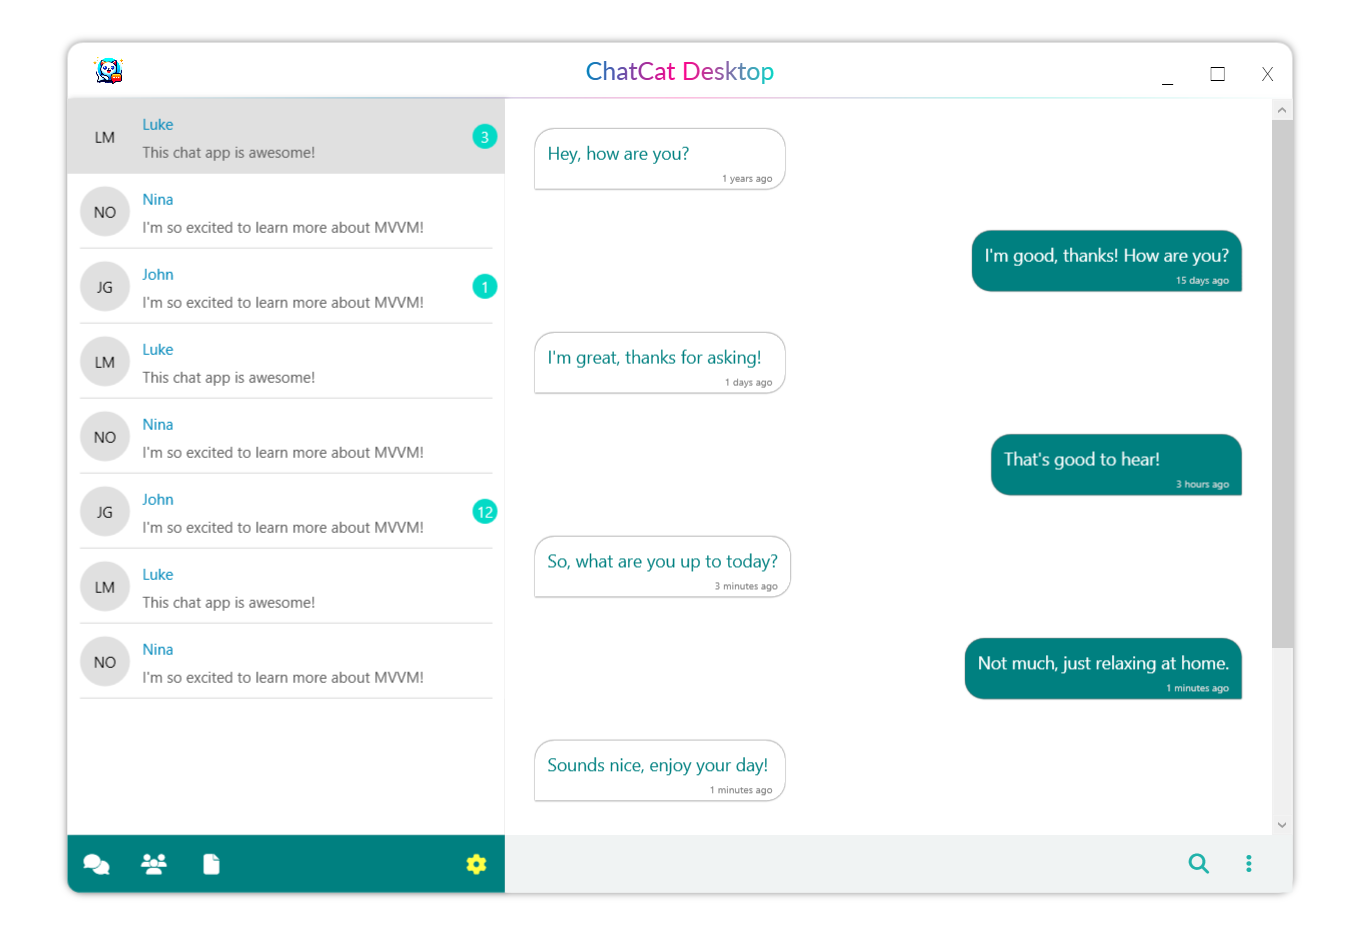 ChatCat Desktop
_ □ X
LM
Luke
3
This chat app is awesome!
NO
Nina
I'm so excited to learn more about MVVM!
JG
John
1
I'm so excited to learn more about MVVM!
LM
Luke
This chat app is awesome!
NO
Nina
I'm so excited to learn more about MVVM!
JG
John
12
I'm so excited to learn more about MVVM!
LM
Luke
This chat app is awesome!
NO
Nina
I'm so excited to learn more about MVVM!
Hey, how are you?
1 years ago
I'm good, thanks! How are you?
15 days ago
I'm great, thanks for asking!
1 days ago
That's good to hear!
3 hours ago
So, what are you up to today?
3 minutes ago
Not much, just relaxing at home.
1 minutes ago
Sounds nice, enjoy your day!
1 minutes ago